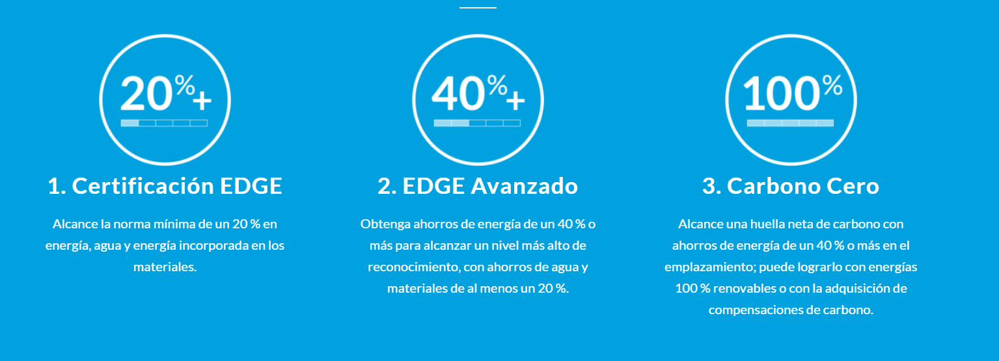 20%+
40%+
100%
1. Certificación EDGE
Alcance la norma mínima de un 20 % en
energía, agua y energía incorporada en los
materiales.
2. EDGE Avanzado
Obtenga ahorros de energía de un 40 % o
más para alcanzar un nivel más alto de
reconocimiento, con ahorros de agua y
materiales de al menos un 20 %.
3. Carbono Cero
Alcance una huella neta de carbono con
ahorros de energía de un 40 % o más en el
emplazamiento; puede lograrlo con energías
100 % renovables o con la adquisición de
compensaciones de carbono.